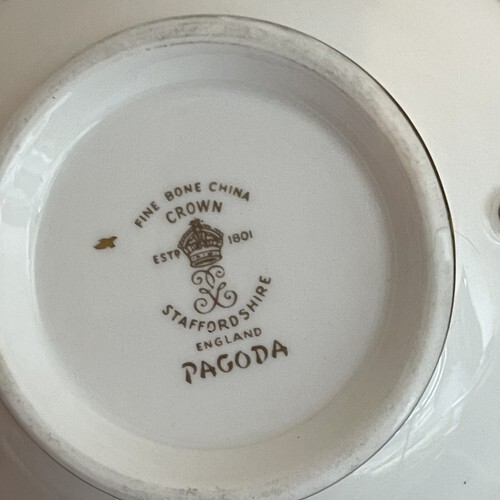 FINE BONE CHINA
CROWN
ESTD 1801
STAFFORDSHIRE
ENGLAND
PAGODA